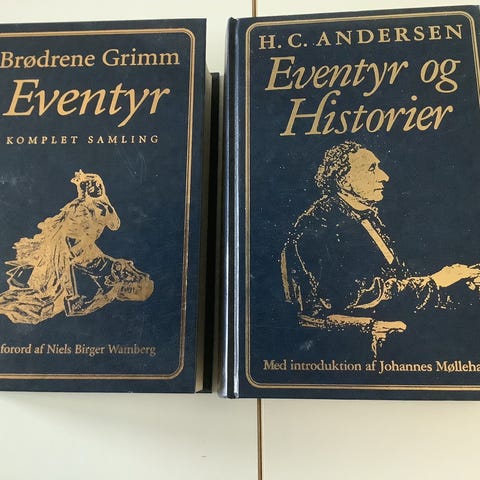 Brødrene Grimm
Eventyr
KOMPLET SAMLING
forord af Niels Birger Wamberg
H. C. ANDERSEN
Eventyr og
Historier
Med introduktion af Johannes Mølleha